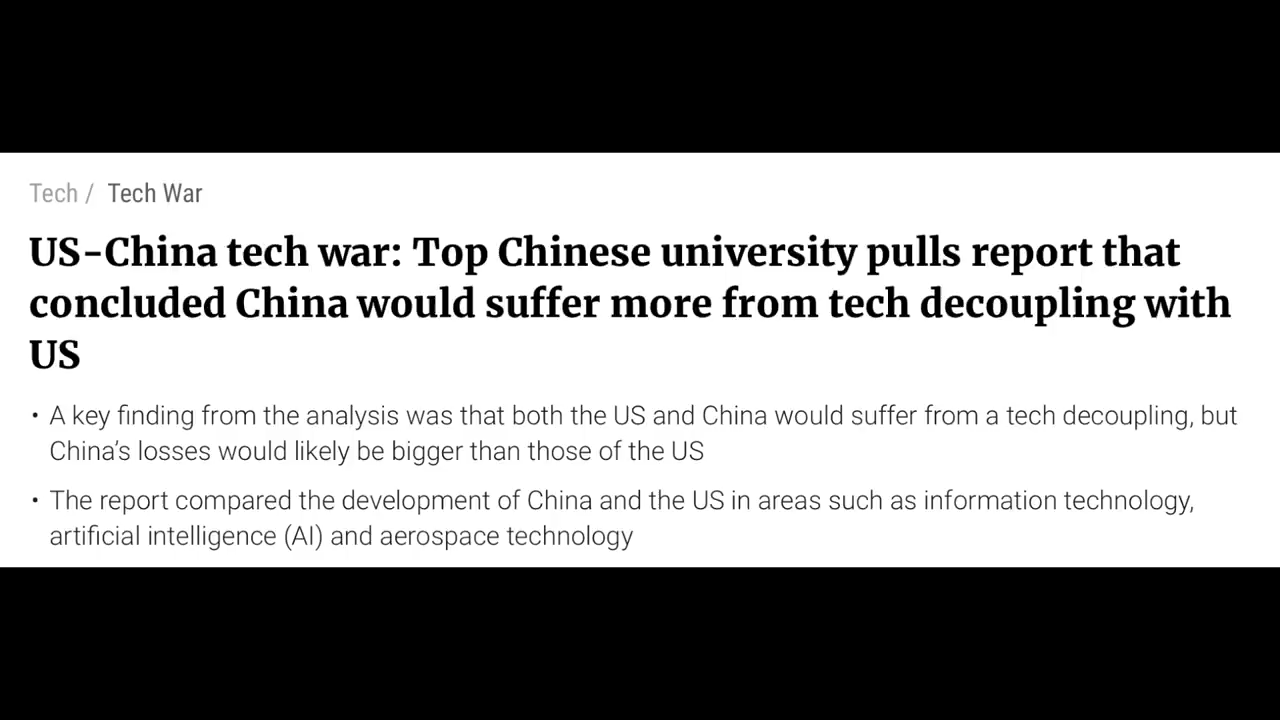 Tech / Tech War
US-China tech war: Top Chinese university pulls report that
concluded China would suffer more from tech decoupling with
US
• A key finding from the analysis was that both the US and China would suffer from a tech decoupling, but
China’s losses would likely be bigger than those of the US
• The report compared the development of China and the US in areas such as information technology,
artificial intelligence (AI) and aerospace technology